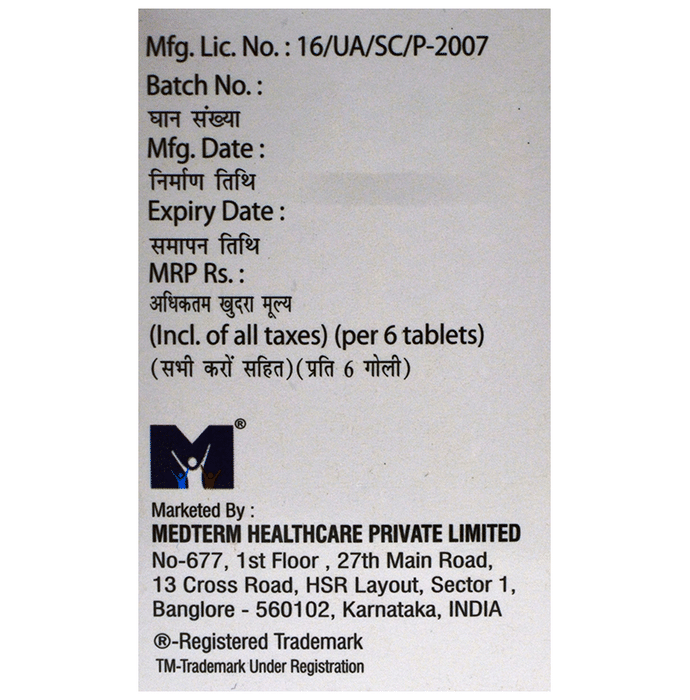 Mfg. Lic. No. : 16/UA/SC/P-2007
Batch No. :
घान संख्या
Mfg. Date :
निर्माण तिथि
Expiry Date :
समापन तिथि
MRP Rs. :
अधिकतम खुदरा मूल्य
(Incl. of all taxes) (per 6 tablets)
(सभी करों सहित) (प्रति 6 गोली)
M®
Marketed By :
MEDTERM HEALTHCARE PRIVATE LIMITED
No-677, 1st Floor , 27th Main Road,
13 Cross Road, HSR Layout, Sector 1,
Banglore - 560102, Karnataka, INDIA
®-Registered Trademark
TM-Trademark Under Registration